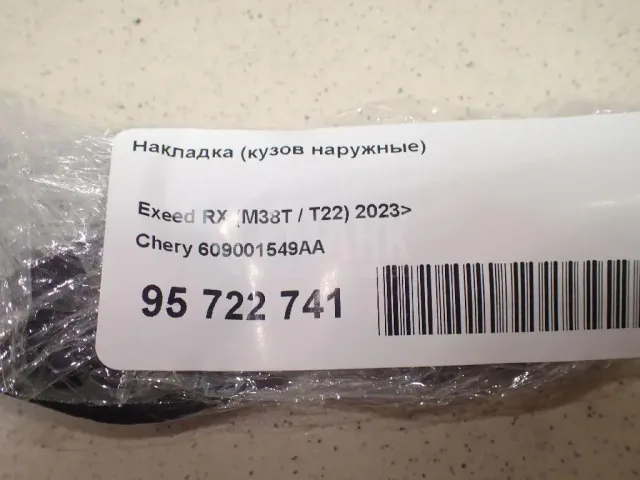 Накладка (кузов наружные)
Exeed RX (M38T / T22) 2023>
Chery 609001549AA
95 722 741